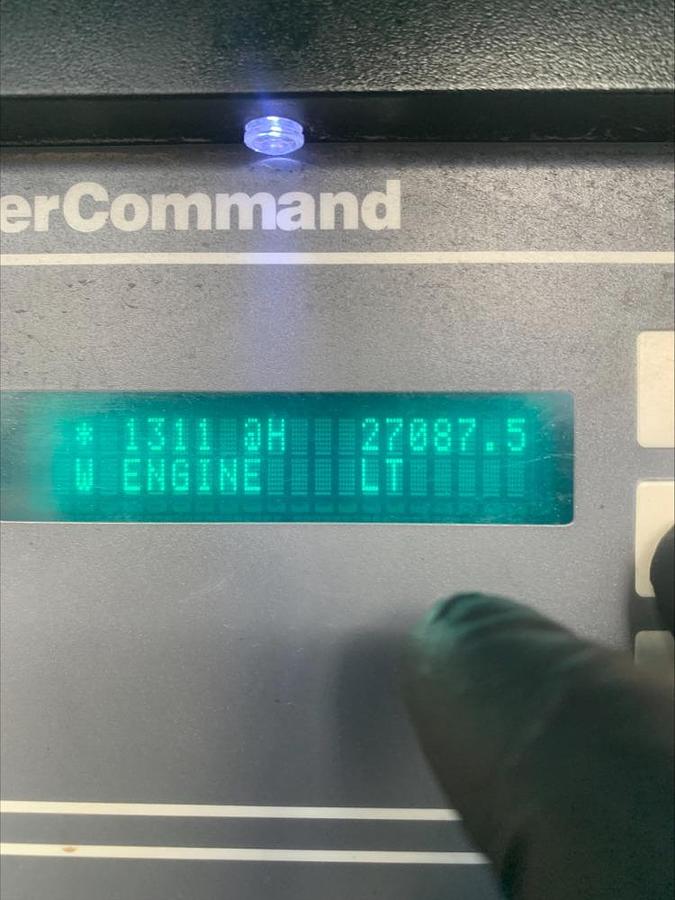 erCommand
* 1311 @H 27087.5
W ENGINE LT